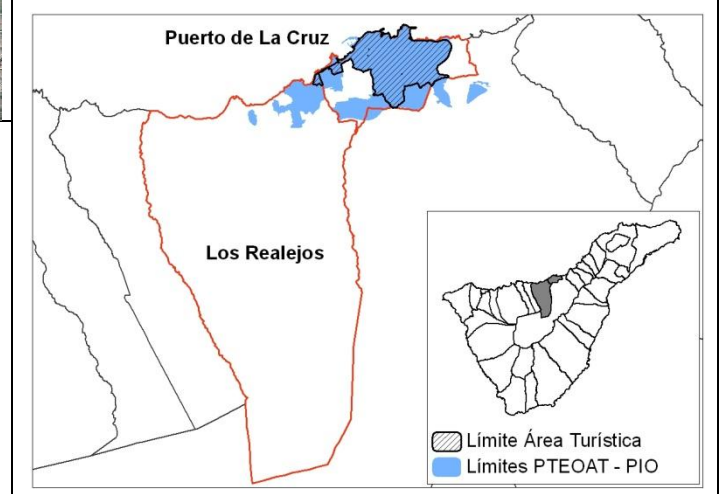 Puerto de La Cruz
Los Realejos
Límite Área Turística
Límites PTEOAT - PIO